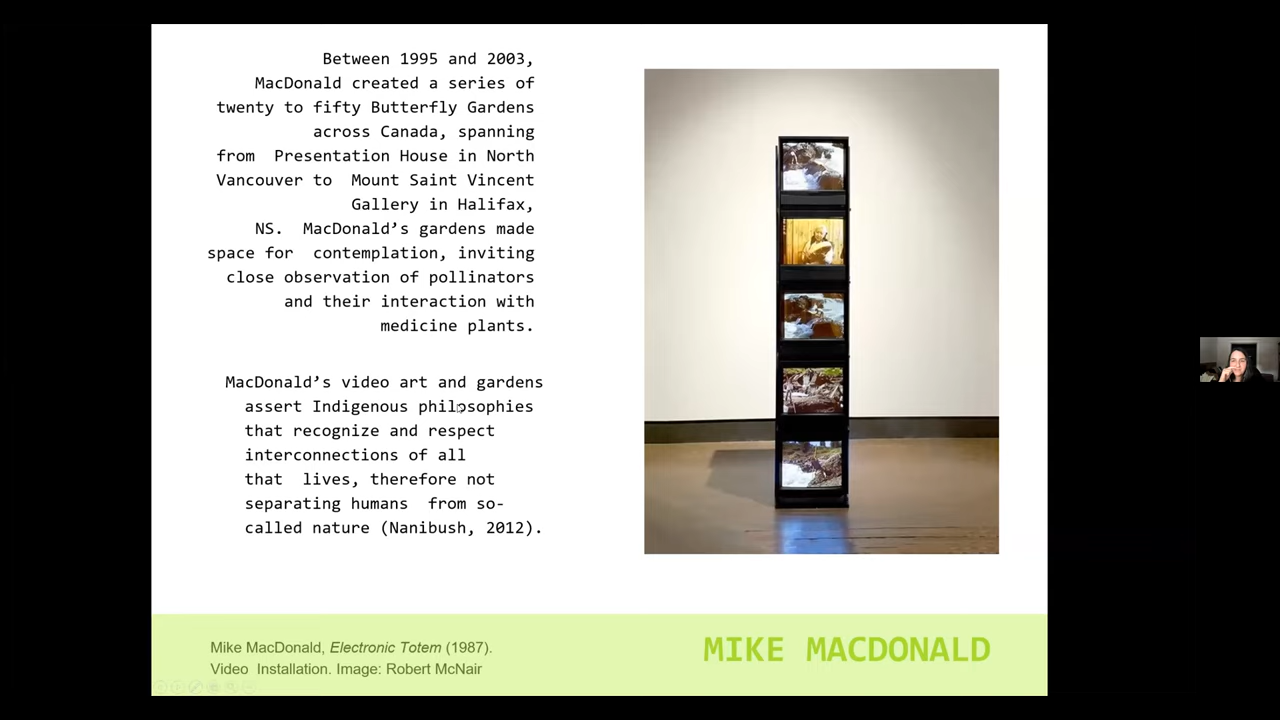 Between 1995 and 2003,
MacDonald created a series of
twenty to fifty Butterfly Gardens
across Canada, spanning
from Presentation House in North
Vancouver to Mount Saint Vincent
Gallery in Halifax,
NS. MacDonald’s gardens made
space for contemplation, inviting
close observation of pollinators
and their interaction with
medicine plants.
MacDonald’s video art and gardens
assert Indigenous philosophies
that recognize and respect
interconnections of all
that lives, therefore not
separating humans from so-
called nature (Nanibush, 2012).
Mike MacDonald, Electronic Totem (1987).
Video Installation. Image: Robert McNair
MIKE MACDONALD